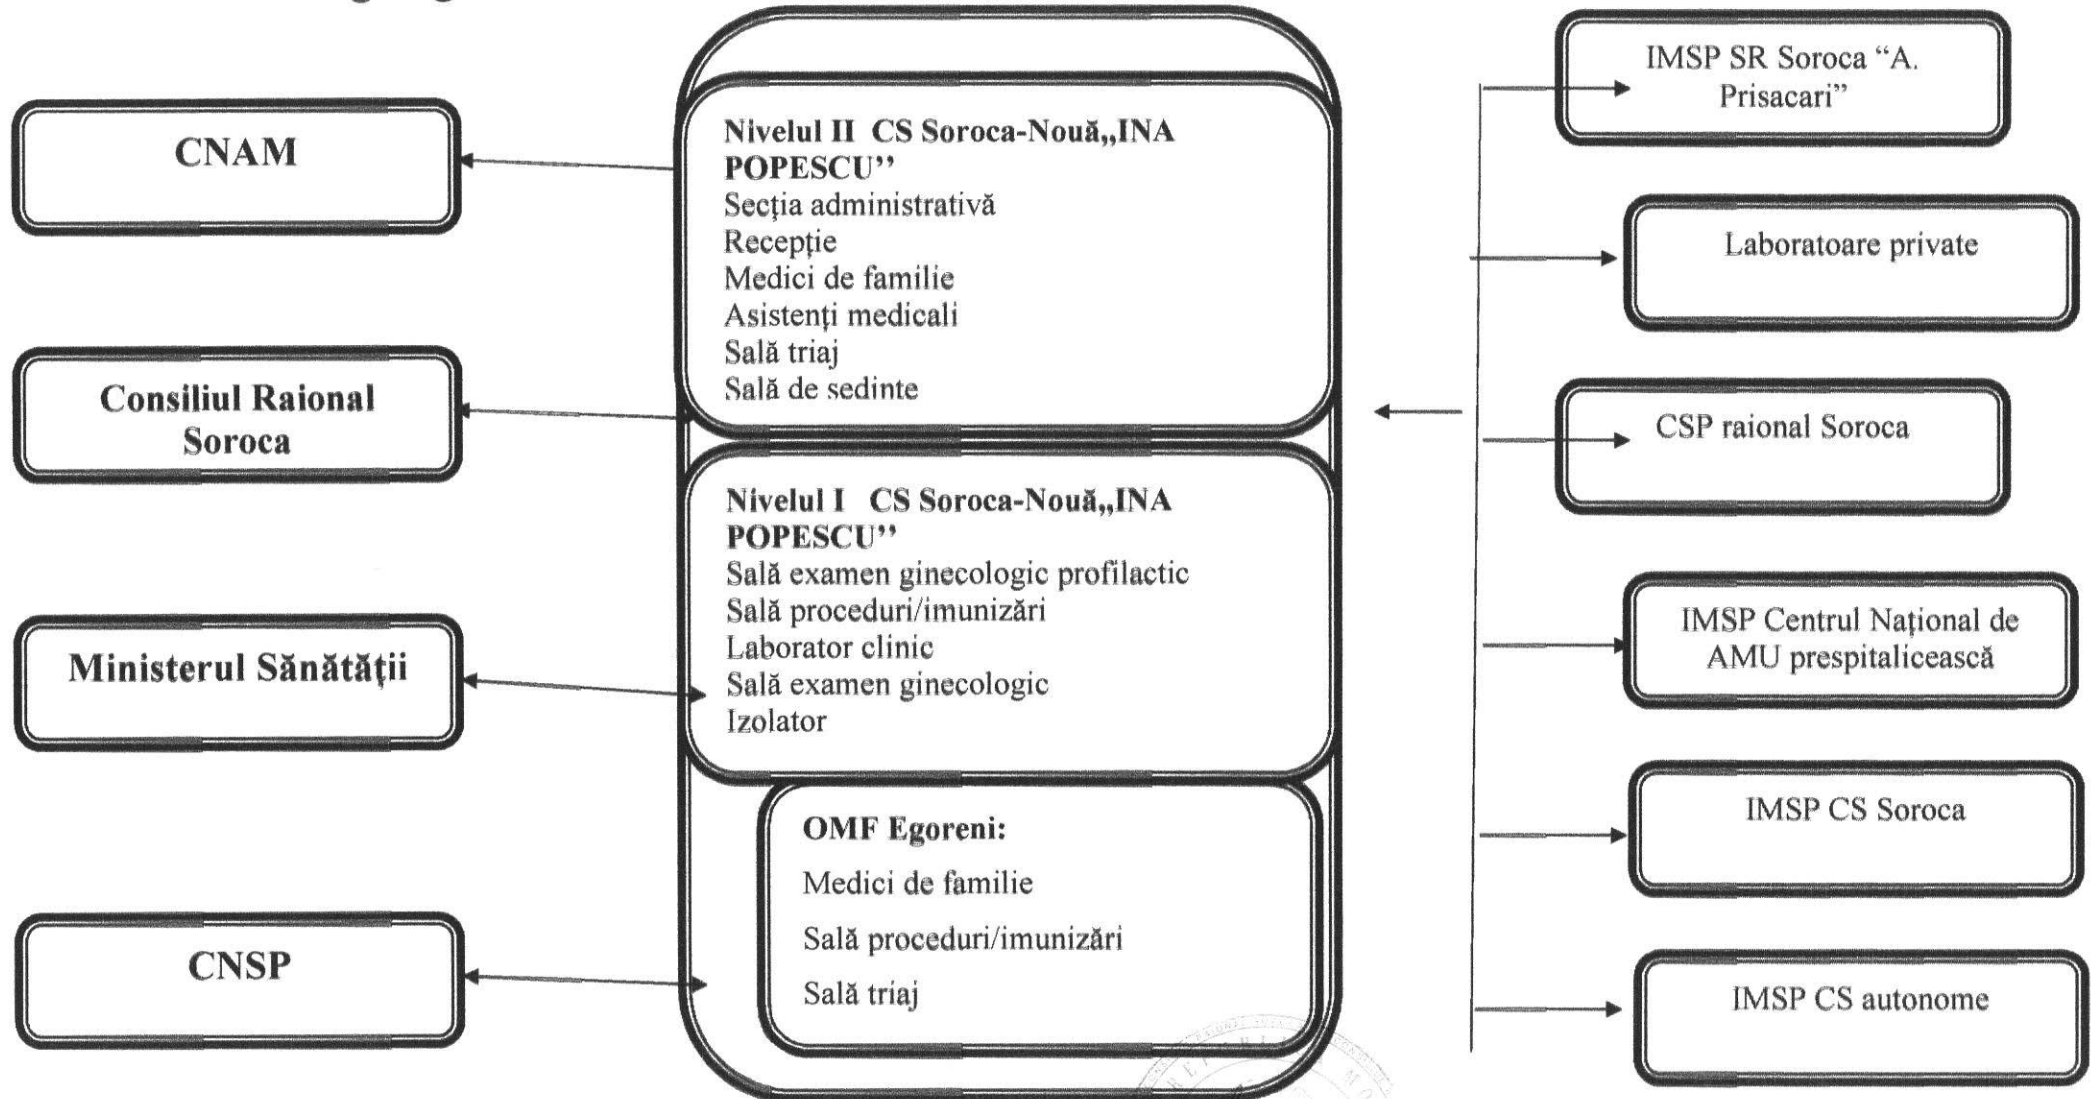 CNAM
Consiliul Raional
Soroca
Ministerul Sănătății
CNSP
Nivelul II CS Soroca-Nouă,,INA
POPESCU’’
Secția administrativă
Recepție
Medici de familie
Asistenți medicali
Sală triaj
Sală de sedinte
Nivelul I CS Soroca-Nouă,,INA
POPESCU’’
Sală examen ginecologic profilactic
Sală proceduri/imunizări
Laborator clinic
Sală examen ginecologic
Izolator
OMF Egoreni:
Medici de familie
Sală proceduri/imunizări
Sală triaj
IMSP SR Soroca “A.
Prisacari”
Laboratoare private
CSP raional Soroca
IMSP Centrul Național de
AMU prespitalicească
IMSP CS Soroca
IMSP CS autonome